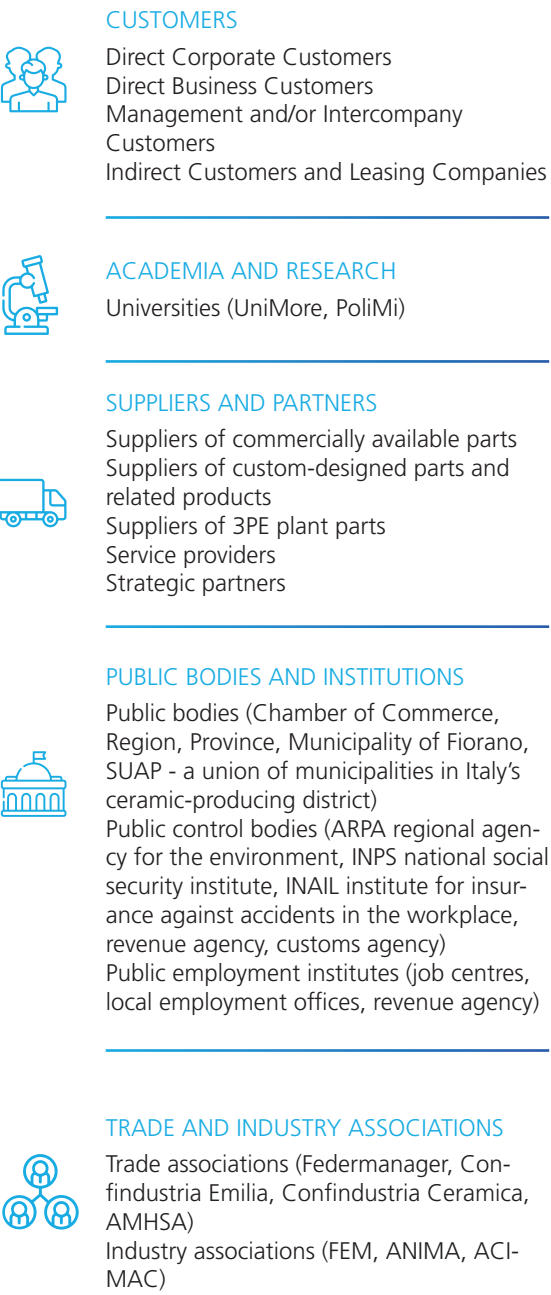 CUSTOMERS
Direct Corporate Customers
Direct Business Customers
Management and/or Intercompany
Customers
Indirect Customers and Leasing Companies
ACADEMIA AND RESEARCH
Universities (UniMore, PoliMi)
SUPPLIERS AND PARTNERS
Suppliers of commercially available parts
Suppliers of custom-designed parts and
related products
Suppliers of 3PE plant parts
Service providers
Strategic partners
PUBLIC BODIES AND INSTITUTIONS
Public bodies (Chamber of Commerce,
Region, Province, Municipality of Fiorano,
SUAP - a union of municipalities in Italy's
ceramic-producing district)
Public control bodies (ARPA regional agen-
cy for the environment, INPS national social
security institute, INAIL institute for insur-
ance against accidents in the workplace,
revenue agency, customs agency)
Public employment institutes (job centres,
local employment offices, revenue agency)
TRADE AND INDUSTRY ASSOCIATIONS
Trade associations (Federmanager, Con-
findustria Emilia, Confindustria Ceramica,
AMHSA)
Industry associations (FEM, ANIMA, ACI-
MAC)